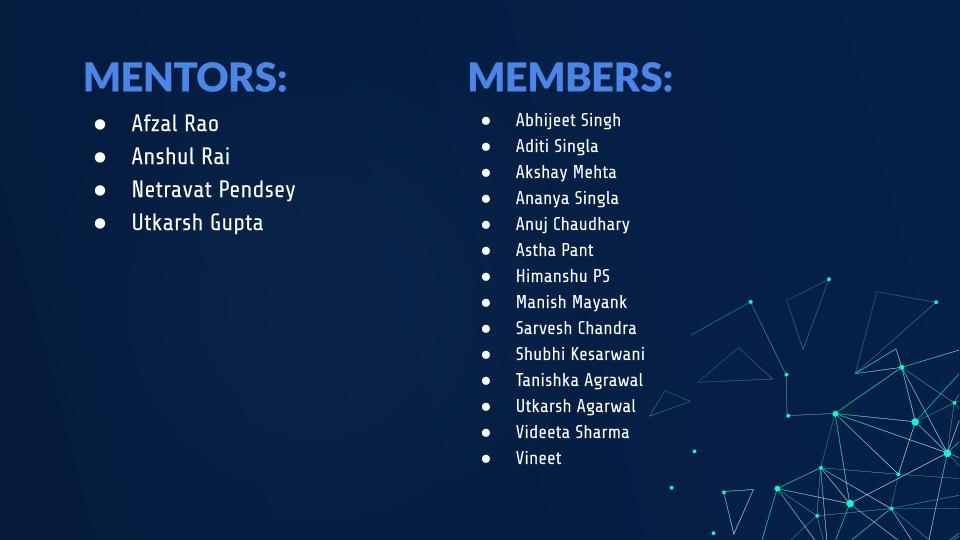 MENTORS:
● Afzal Rao
● Anshul Rai
● Netravat Pendsey
● Utkarsh Gupta
MEMBERS:
● Abhijeet Singh
● Aditi Singla
● Akshay Mehta
● Ananya Singla
● Anuj Chaudhary
● Astha Pant
● Himanshu PS
● Manish Mayank
● Sarvesh Chandra
● Shubhi Kesarwani
● Tanishka Agrawal
● Utkarsh Agarwal
● Videeta Sharma
● Vineet